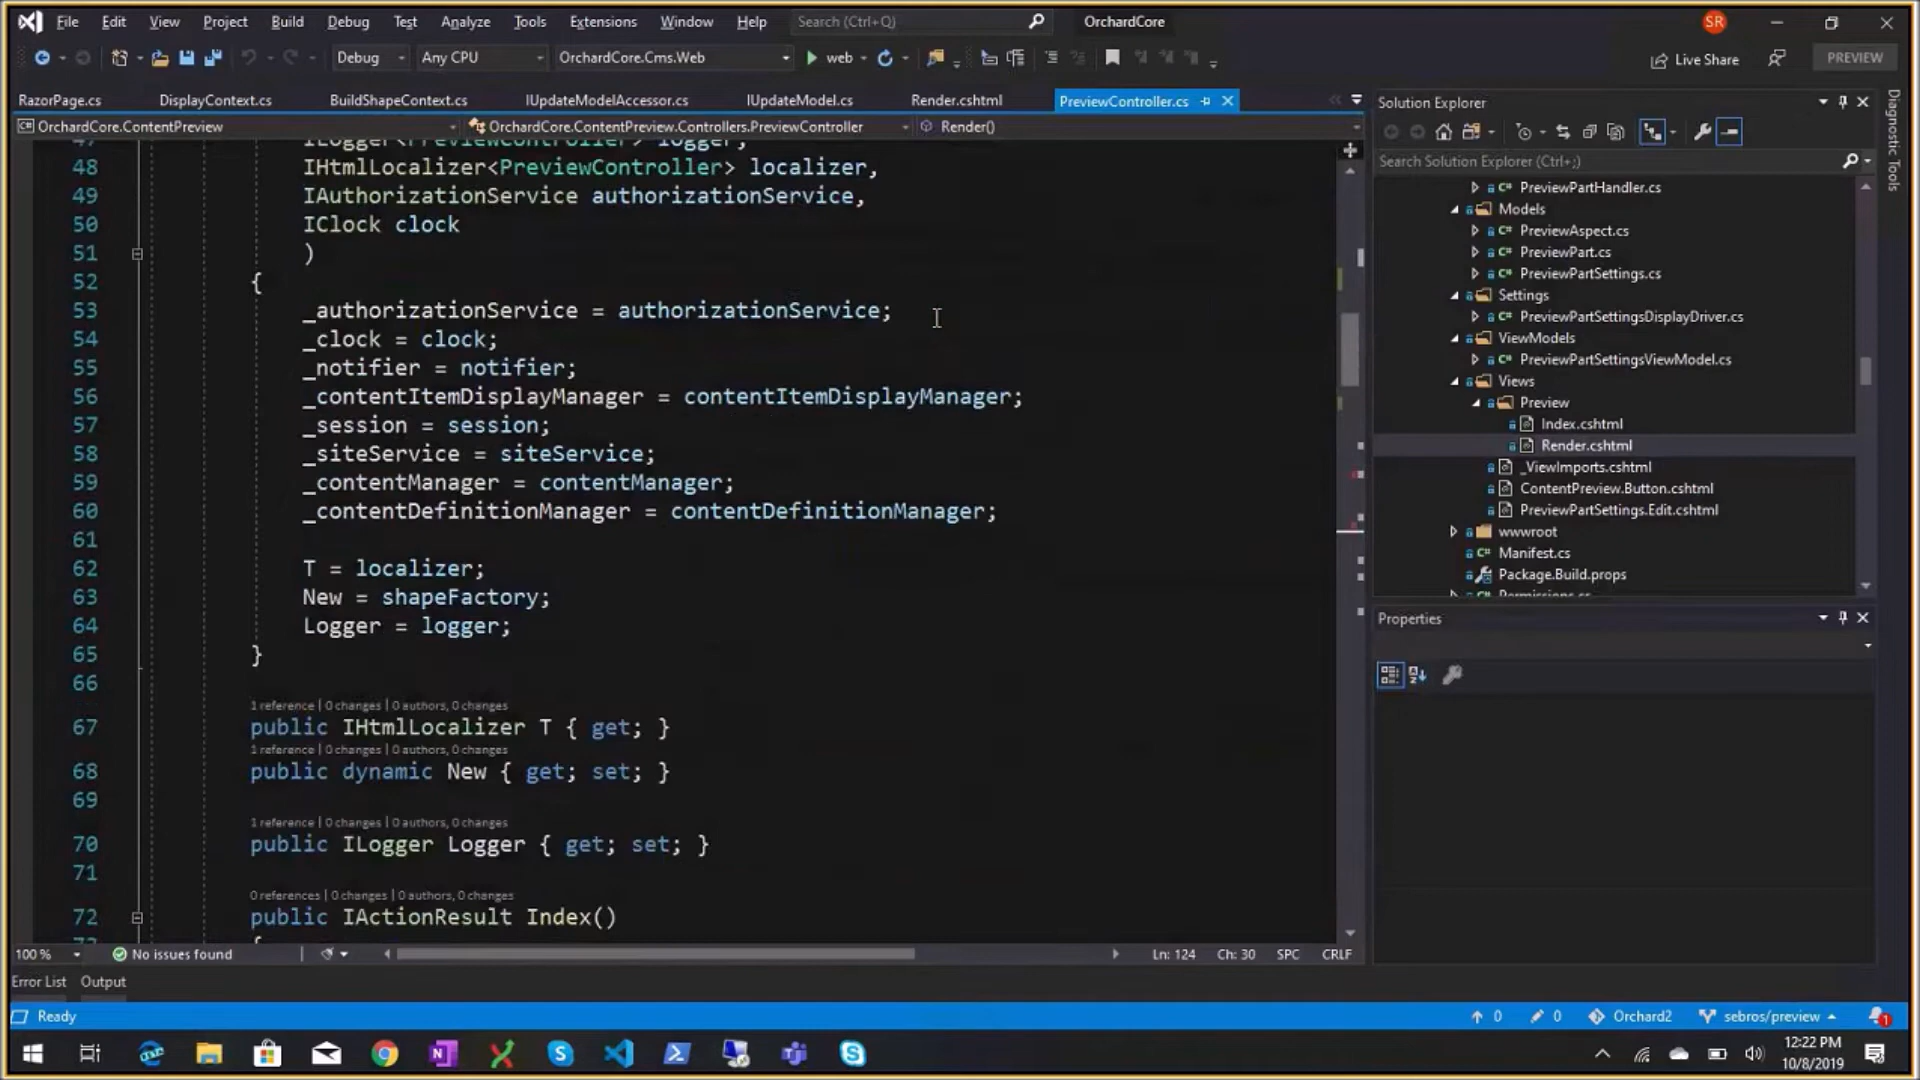 File Edit View Project Build Debug Test Analyze Tools Extensions Window Help Search (Ctrl+Q) OrchardCore SR
Debug Any CPU OrchardCore.Cms.Web web Live Share PREVIEW
RazorPage.cs DisplayContext.cs BuildShapeContext.cs IUpdateModelAccessor.cs IUpdateModel.cs Render.cshtml PreviewController.cs
OrchardCore.ContentPreview OrchardCore.ContentPreview.Controllers.PreviewController Render()
47 ILogger<PreviewController> logger,
48 IHtmlLocalizer<PreviewController> localizer,
49 IAuthorizationService authorizationService,
50 IClock clock
51 )
52 {
53 _authorizationService = authorizationService;
54 _clock = clock;
55 _notifier = notifier;
56 _contentItemDisplayManager = contentItemDisplayManager;
57 _session = session;
58 _siteService = siteService;
59 _contentManager = contentManager;
60 _contentDefinitionManager = contentDefinitionManager;
61
62 T = localizer;
63 New = shapeFactory;
64 Logger = logger;
65 }
66
1 reference | 0 changes | 0 authors, 0 changes
67 public IHtmlLocalizer T { get; }
1 reference | 0 changes | 0 authors, 0 changes
68 public dynamic New { get; set; }
69
1 reference | 0 changes | 0 authors, 0 changes
70 public ILogger Logger { get; set; }
71
0 references | 0 changes | 0 authors, 0 changes
72 public IActionResult Index()
73 {
100 % No issues found Ln: 124 Ch: 30 SPC CRLF
Error List Output
Solution Explorer
Search Solution Explorer (Ctrl+;)
PreviewPartHandler.cs
Models
PreviewAspect.cs
PreviewPart.cs
PreviewPartSettings.cs
Settings
PreviewPartSettingsDisplayDriver.cs
ViewModels
PreviewPartSettingsViewModel.cs
Views
Preview
Index.cshtml
Render.cshtml
_ViewImports.cshtml
ContentPreview.Button.cshtml
PreviewPartSettings.Edit.cshtml
wwwroot
Manifest.cs
Package.Build.props
Permissions.cs
Properties
Diagnostic Tools
Ready 0 0 Orchard2 sebros/preview 1
12:22 PM
10/8/2019